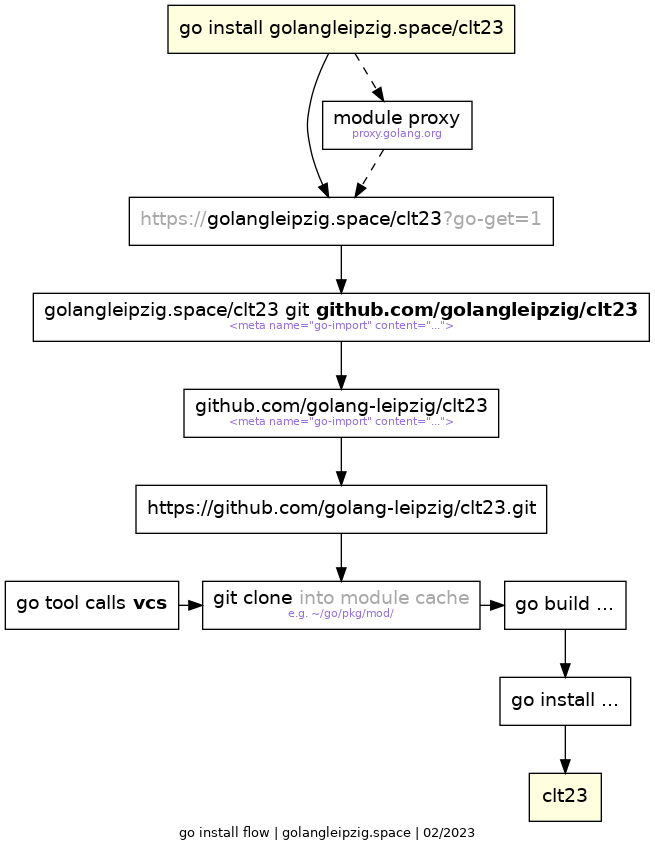 go install golangleipzig.space/clt23
module proxy
proxy.golang.org
https://golangleipzig.space/clt23?go-get=1
golangleipzig.space/clt23 git github.com/golangleipzig/clt23
<meta name="go-import" content="...">
github.com/golang-leipzig/clt23
<meta name="go-import" content="...">
https://github.com/golang-leipzig/clt23.git
go tool calls vcs
git clone into module cache
e.g. ~/go/pkg/mod/
go build ...
go install ...
clt23
go install flow | golangleipzig.space | 02/2023